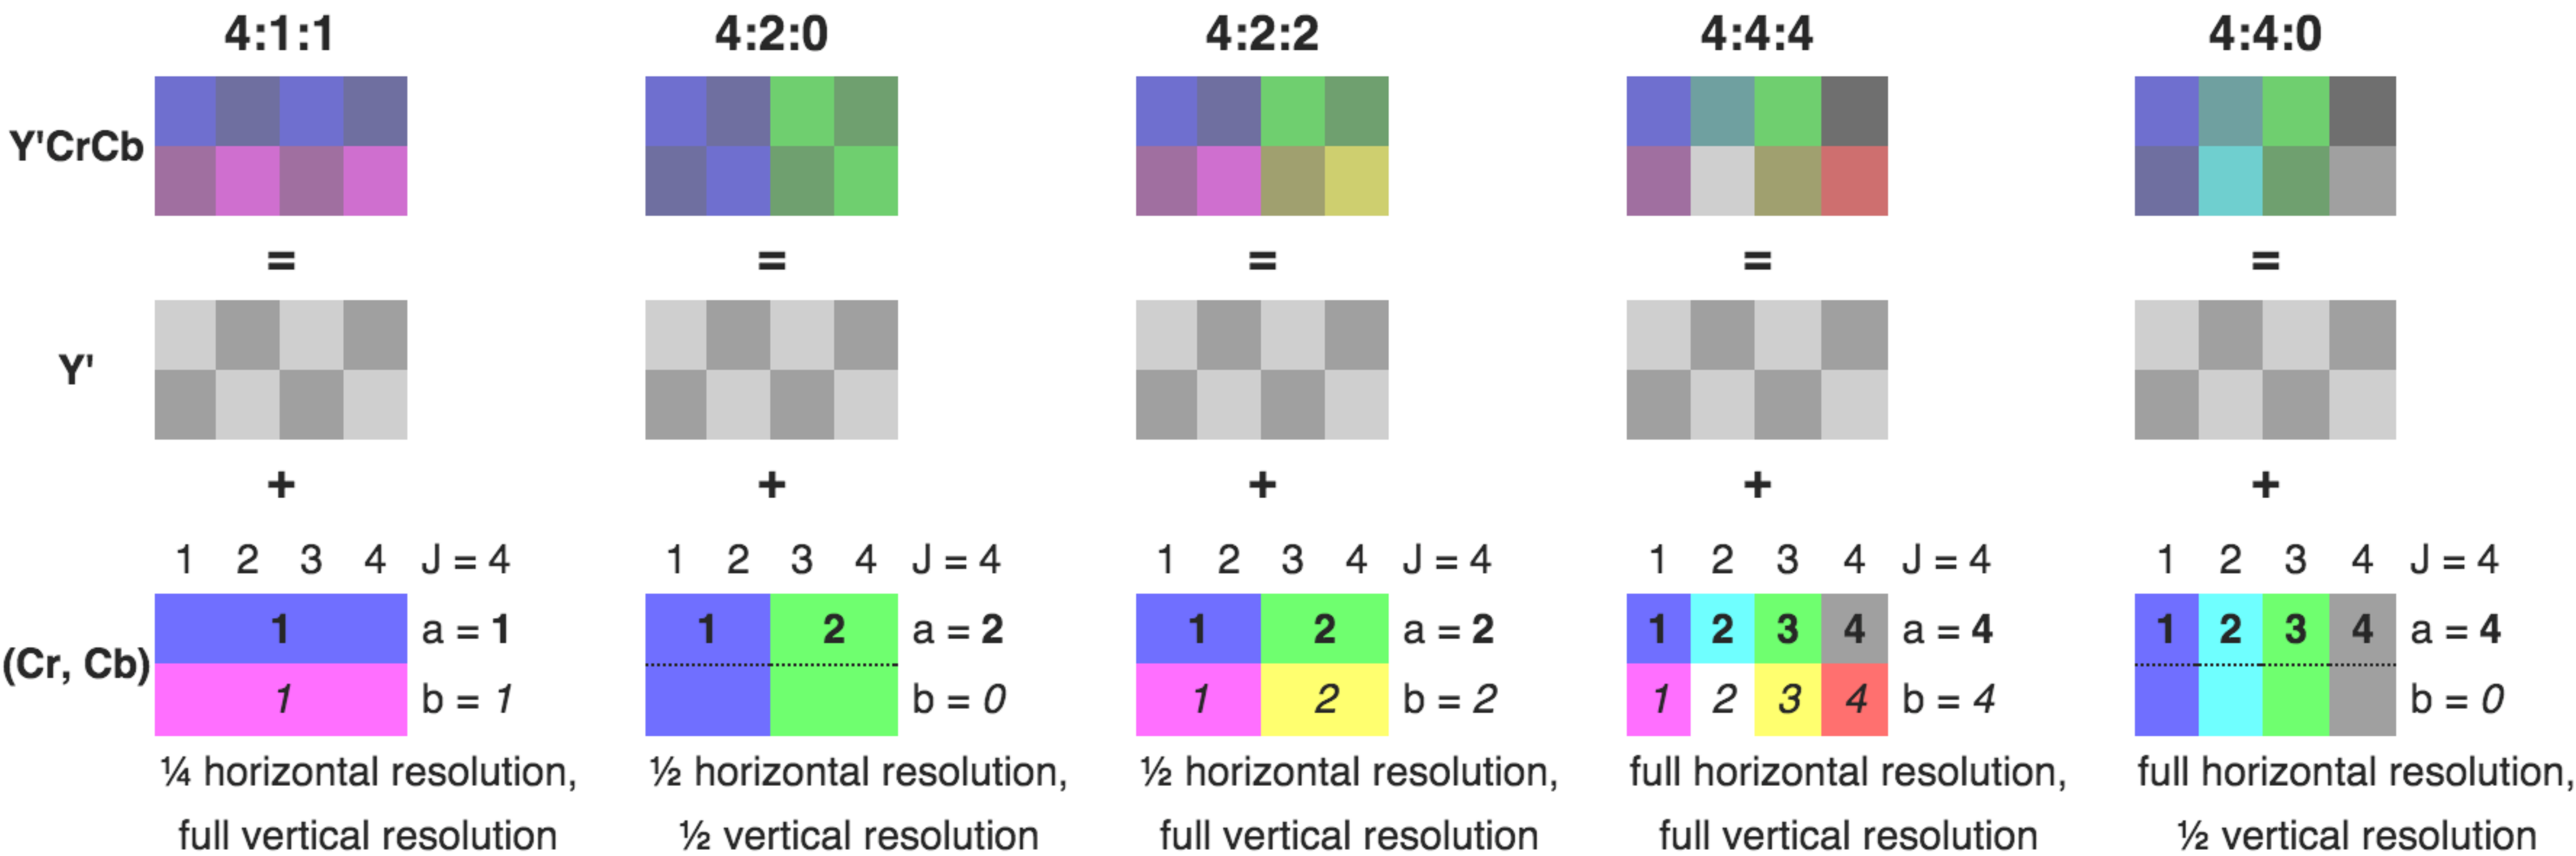 4:1:1 4:2:0 4:2:2 4:4:4 4:4:0
Y'CrCb
= = = = =
Y'
+ + + + +
1 2 3 4 J = 4 1 2 3 4 J = 4 1 2 3 4 J = 4 1 2 3 4 J = 4 1 2 3 4 J = 4
1 a = 1 1 2 a = 2 1 2 a = 2 1 2 3 4 a = 4 1 2 3 4 a = 4
(Cr, Cb)
1 b = 1 b = 0 1 2 b = 2 1 2 3 4 b = 4 b = 0
¼ horizontal resolution, ½ horizontal resolution, ½ horizontal resolution, full horizontal resolution, full horizontal resolution,
full vertical resolution ½ vertical resolution full vertical resolution full vertical resolution ½ vertical resolution